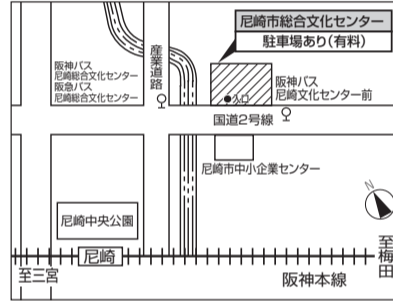 尼崎市総合文化センター
駐車場あり(有料)
産業道路
阪神バス
尼崎総合文化センター
阪急バス
尼崎総合文化センター
入口
阪神バス
尼崎文化センター前
国道2号線
尼崎市中小企業センター
N
尼崎中央公園
尼崎
至三宮
阪神本線
至梅田